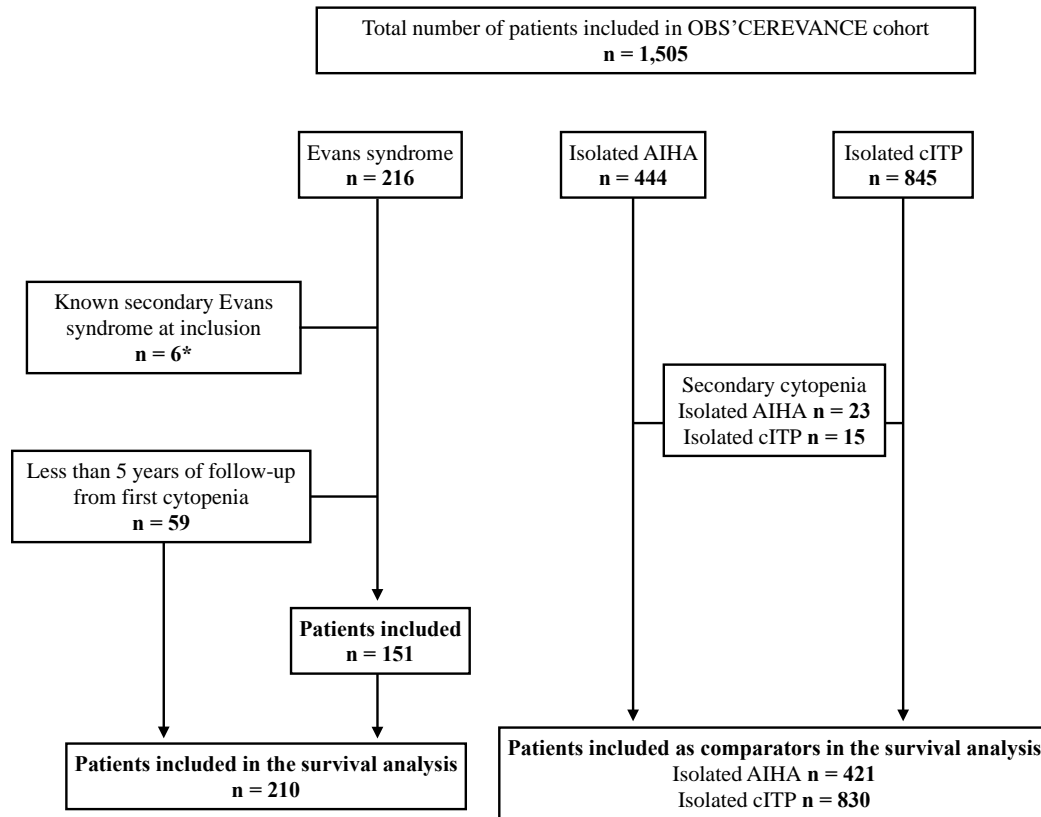 Total number of patients included in OBS’CEREVANCE cohort
n = 1,505
Evans syndrome
n = 216
Isolated AIHA
n = 444
Isolated cITP
n = 845
Known secondary Evans
syndrome at inclusion
n = 6*
Secondary cytopenia
Isolated AIHA n = 23
Isolated cITP n = 15
Less than 5 years of follow-up
from first cytopenia
n = 59
Patients included
n = 151
Patients included in the survival analysis
n = 210
Patients included as comparators in the survival analysis
Isolated AIHA n = 421
Isolated cITP n = 830